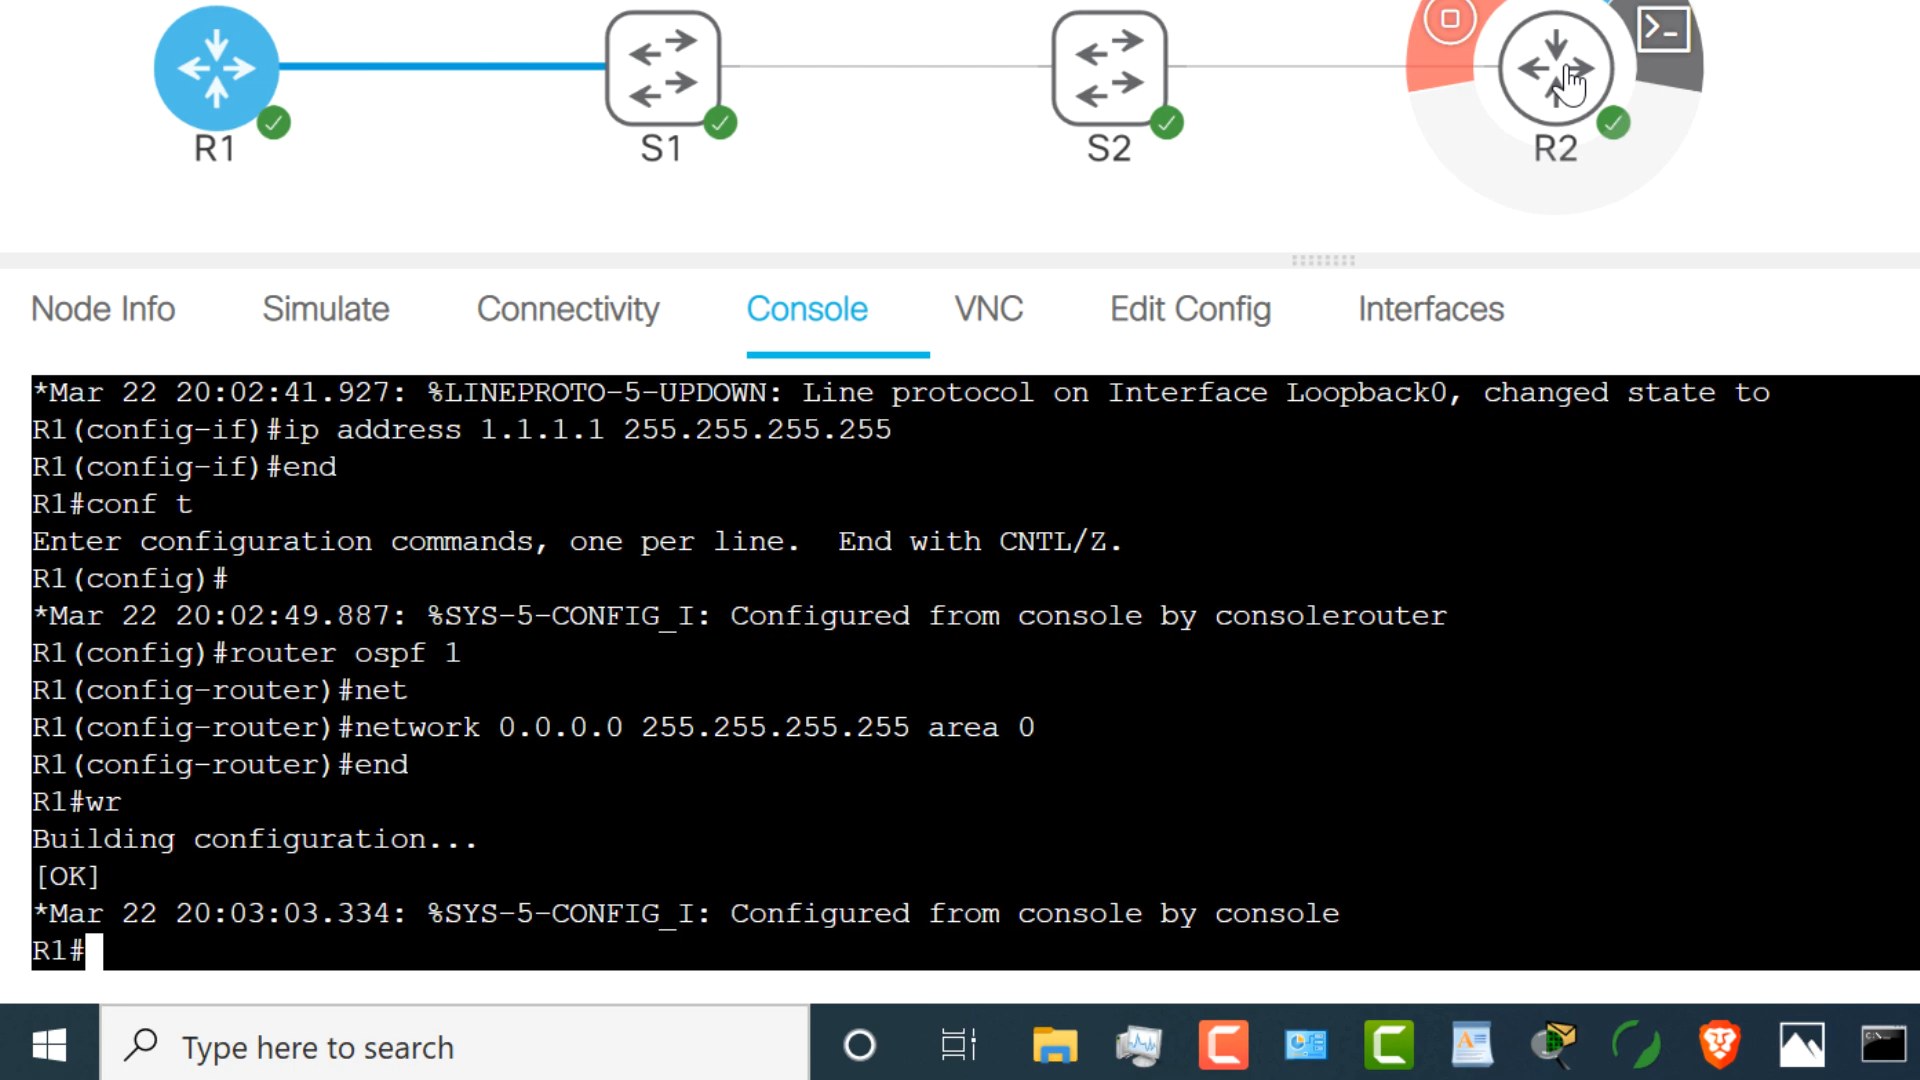 R1
S1
S2
R2
Node Info
Simulate
Connectivity
Console
VNC
Edit Config
Interfaces
*Mar 22 20:02:41.927: %LINEPROTO-5-UPDOWN: Line protocol on Interface Loopback0, changed state to
R1(config-if)#ip address 1.1.1.1 255.255.255.255
R1(config-if)#end
R1#conf t
Enter configuration commands, one per line.  End with CNTL/Z.
R1(config)#
*Mar 22 20:02:49.887: %SYS-5-CONFIG_I: Configured from console by consolerouter
R1(config)#router ospf 1
R1(config-router)#net
R1(config-router)#network 0.0.0.0 255.255.255.255 area 0
R1(config-router)#end
R1#wr
Building configuration...
[OK]
*Mar 22 20:03:03.334: %SYS-5-CONFIG_I: Configured from console by console
R1#
Type here to search